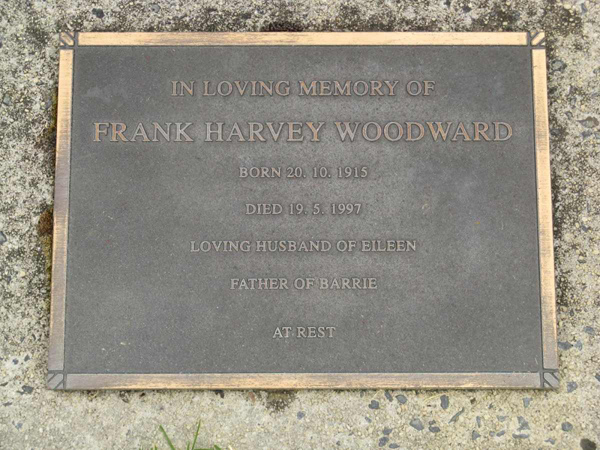 IN LOVING MEMORY OF
FRANK HARVEY WOODWARD
BORN 20. 10. 1915
DIED 19. 5. 1997
LOVING HUSBAND OF EILEEN
FATHER OF BARRIE
AT REST